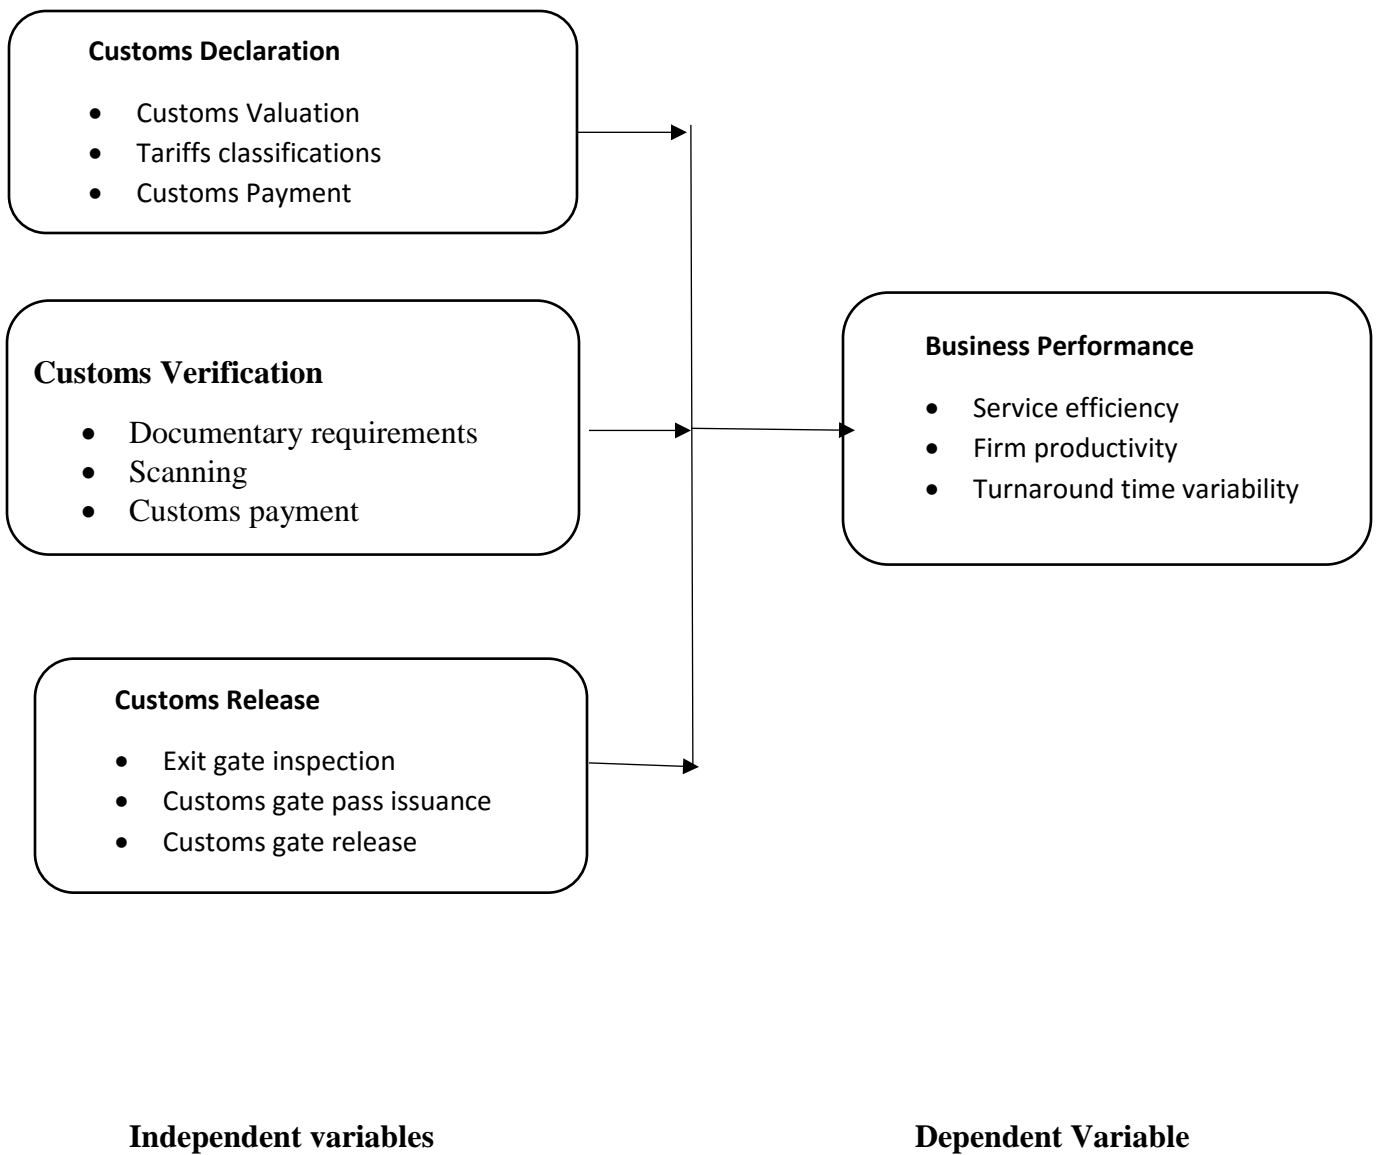 Customs Declaration
• Customs Valuation
• Tariffs classifications
• Customs Payment
Customs Verification
• Documentary requirements
• Scanning
• Customs payment
Business Performance
• Service efficiency
• Firm productivity
• Turnaround time variability
Customs Release
• Exit gate inspection
• Customs gate pass issuance
• Customs gate release
Independent variables
Dependent Variable